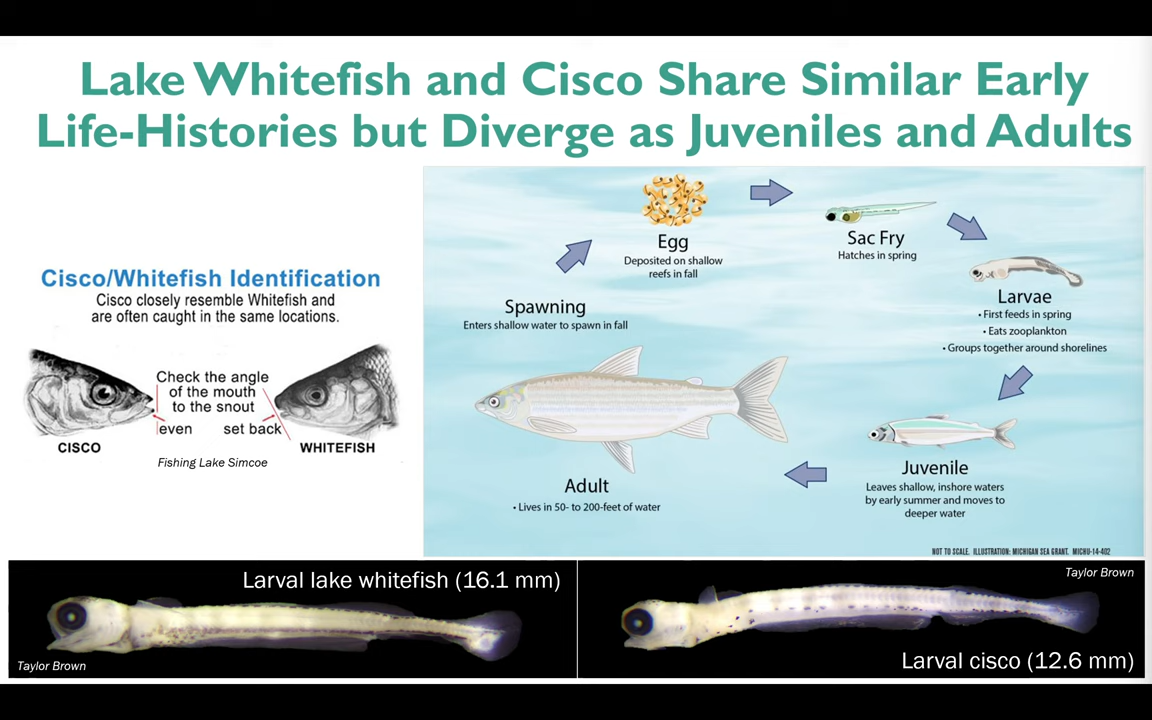 Lake Whitefish and Cisco Share Similar Early
Life-Histories but Diverge as Juveniles and Adults
Cisco/Whitefish Identification
Cisco closely resemble Whitefish and
are often caught in the same locations.
Check the angle
of the mouth
to the snout
even
set back
CISCO
WHITEFISH
Fishing Lake Simcoe
Egg
Deposited on shallow
reefs in fall
Sac Fry
Hatches in spring
Larvae
• First feeds in spring
• Eats zooplankton
• Groups together around shorelines
Juvenile
Leaves shallow, inshore waters
by early summer and moves to
deeper water
Adult
• Lives in 50- to 200-feet of water
Spawning
Enters shallow water to spawn in fall
NOT TO SCALE. ILLUSTRATION: MICHIGAN SEA GRANT. MICHU-14-402
Larval lake whitefish (16.1 mm)
Taylor Brown
Taylor Brown
Larval cisco (12.6 mm)